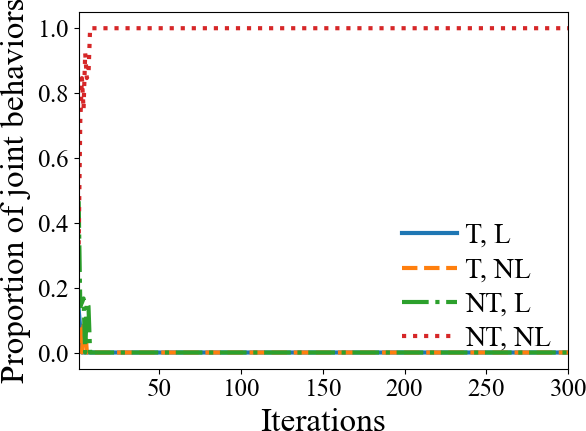 Proportion of joint behaviors
1.0
0.8
0.6
0.4
0.2
0.0
T, L
T, NL
NT, L
NT, NL
50 100 150 200 250 300
Iterations